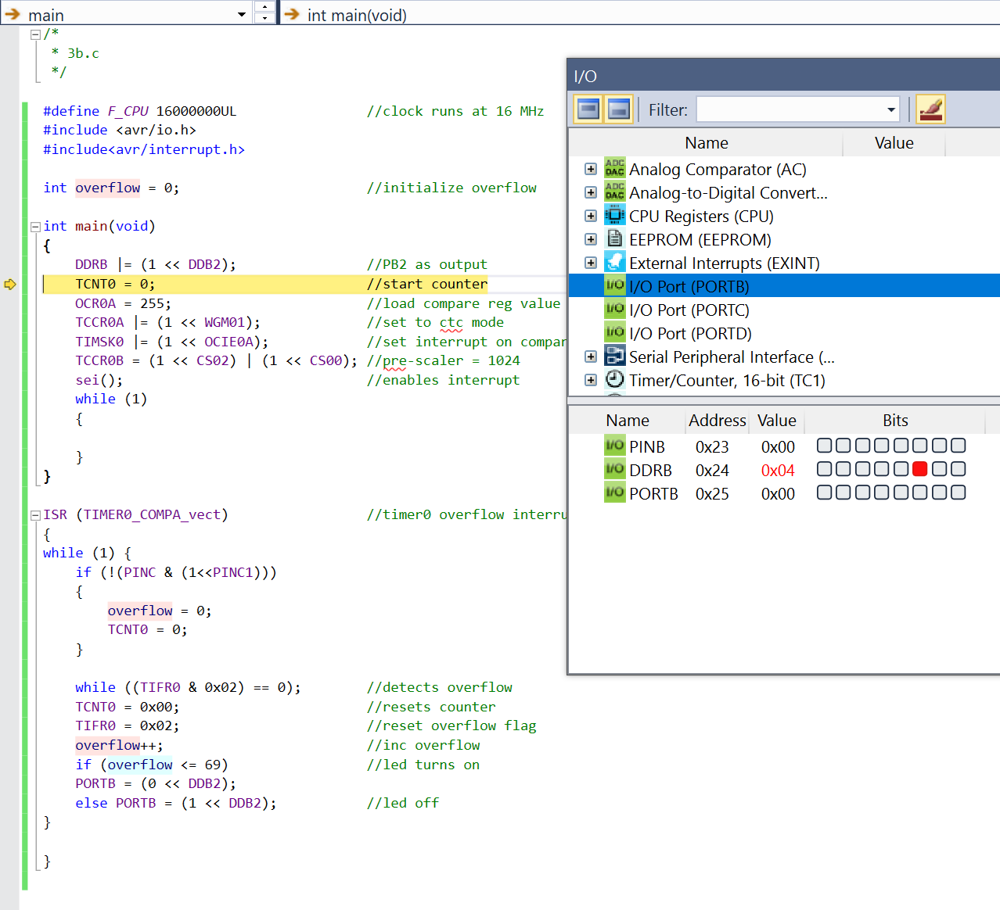 main
int main(void)
/*
 * 3b.c
 */
#define F_CPU 16000000UL //clock runs at 16 MHz
#include <avr/io.h>
#include<avr/interrupt.h>
int overflow = 0; //initialize overflow
int main(void)
{
DDRB |= (1 << DDB2); //PB2 as output
TCNT0 = 0; //start counter
OCR0A = 255; //load compare reg value
TCCR0A |= (1 << WGM01); //set to ctc mode
TIMSK0 |= (1 << OCIE0A); //set interrupt on compar
TCCR0B = (1 << CS02) | (1 << CS00); //pre-scaler = 1024
sei(); //enables interrupt
while (1)
{
}
}
ISR (TIMER0_COMPA_vect) //timer0 overflow interru
{
while (1) {
if (!(PINC & (1<<PINC1)))
{
overflow = 0;
TCNT0 = 0;
}
while ((TIFR0 & 0x02) == 0); //detects overflow
TCNT0 = 0x00; //resets counter
TIFR0 = 0x02; //reset overflow flag
overflow++; //inc overflow
if (overflow <= 69) //led turns on
PORTB = (0 << DDB2);
else PORTB = (1 << DDB2); //led off
}
}
I/O
Filter:
Name Value
ADC DAC Analog Comparator (AC)
ADC DAC Analog-to-Digital Convert...
CPU Registers (CPU)
EEPROM (EEPROM)
External Interrupts (EXINT)
I/O I/O Port (PORTB)
I/O I/O Port (PORTC)
I/O I/O Port (PORTD)
Serial Peripheral Interface (...
Timer/Counter, 16-bit (TC1)
Name Address Value Bits
I/O PINB 0x23 0x00
I/O DDRB 0x24 0x04
I/O PORTB 0x25 0x00